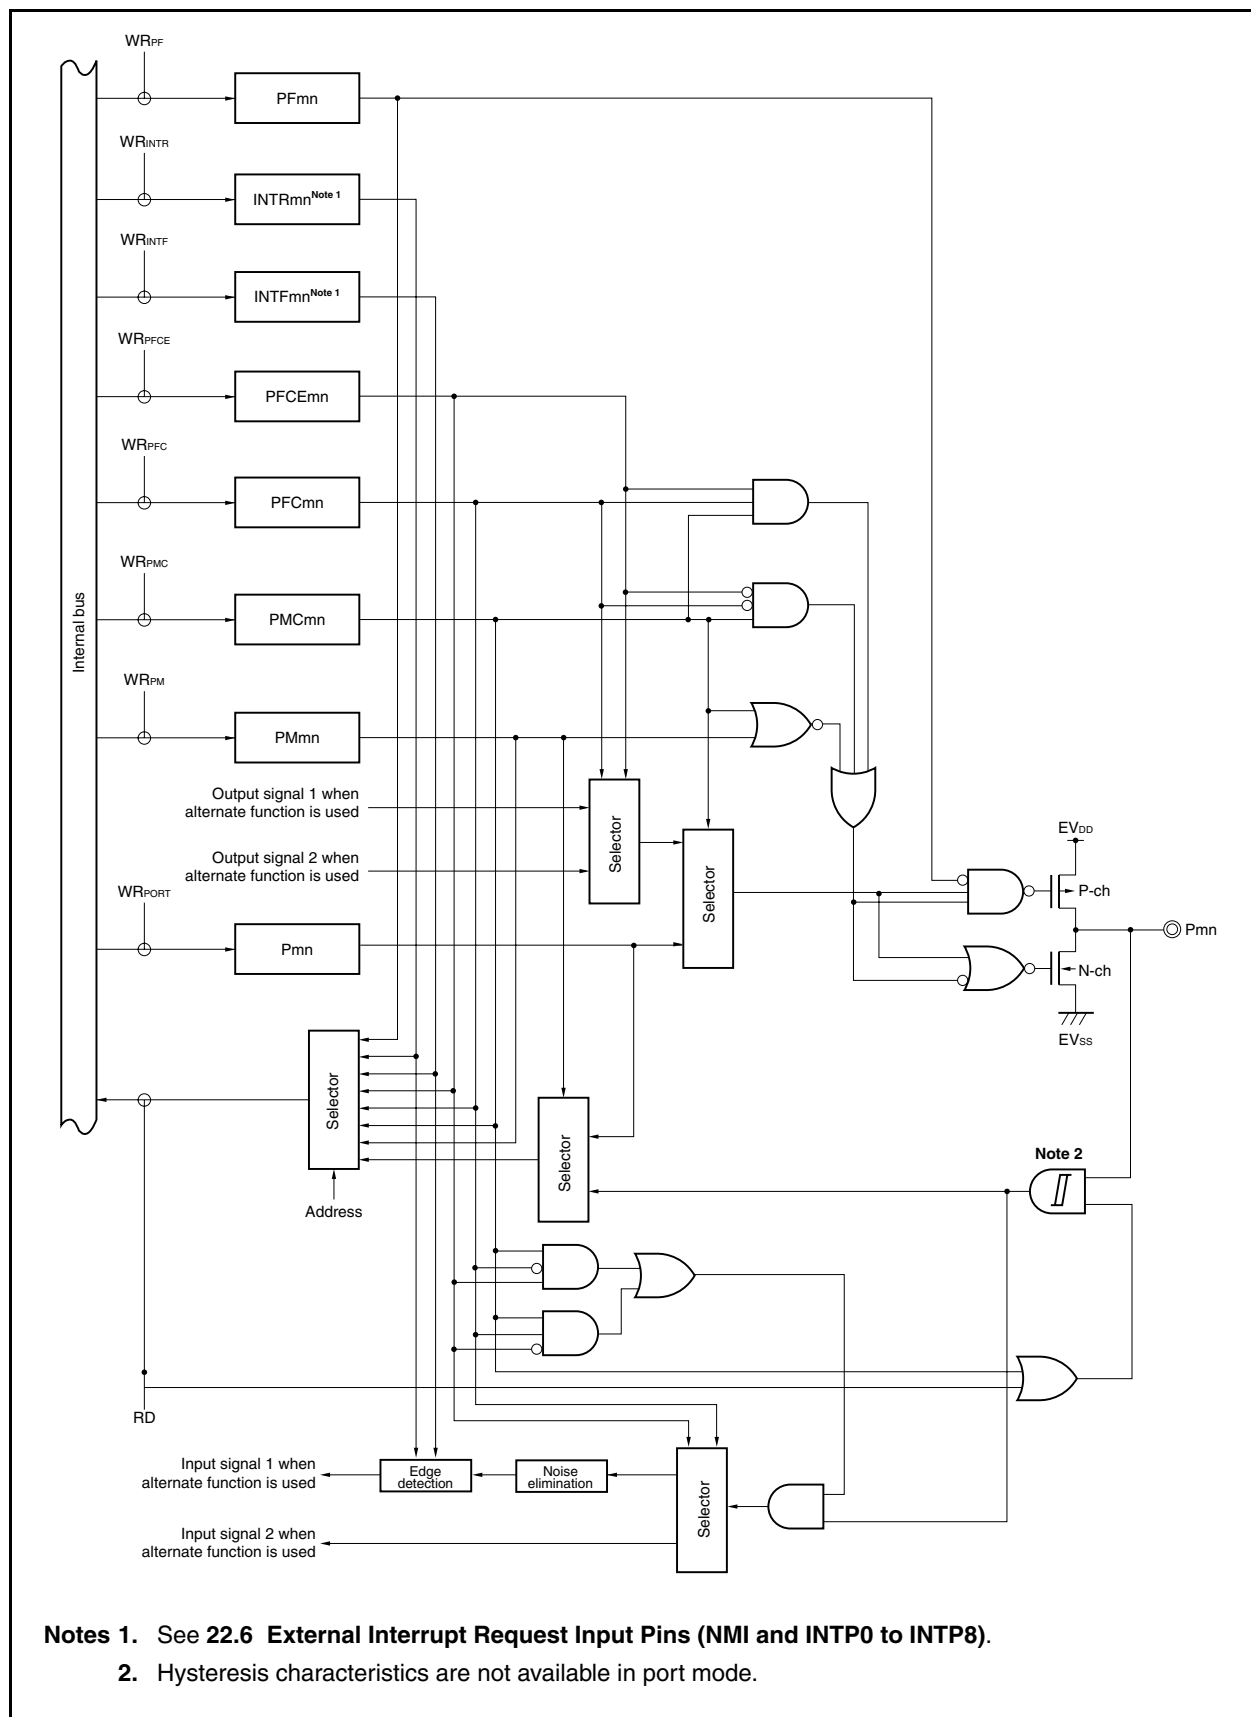 WRPF
PFmn
WRINTR
INTRmnNote 1
WRINTF
INTFmnNote 1
WRPFCE
PFCEmn
WRPFC
PFCmn
WRPMC
PMCmn
Internal bus
WRPM
PMmn
Output signal 1 when
alternate function is used
Output signal 2 when
alternate function is used
Selector
Selector
EVDD
P-ch
Pmn
N-ch
EVSS
WRPORT
Pmn
Selector
Address
Selector
Note 2
RD
Input signal 1 when
alternate function is used
Edge
detection
Noise
elimination
Selector
Input signal 2 when
alternate function is used
Notes 1. See 22.6 External Interrupt Request Input Pins (NMI and INTP0 to INTP8).
2. Hysteresis characteristics are not available in port mode.